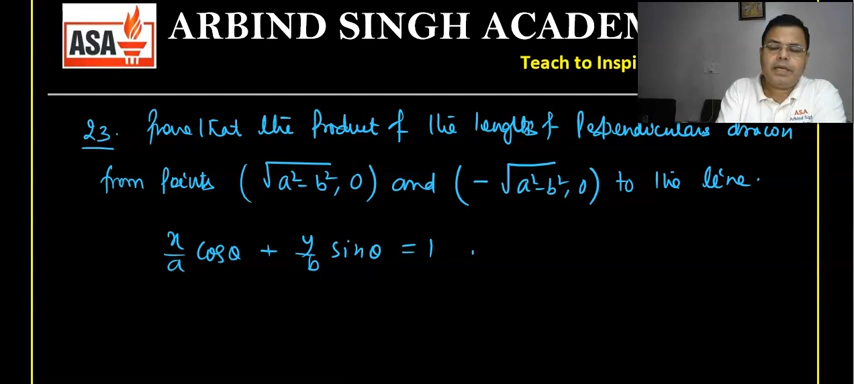 ARBIND SINGH ACADEM
ASA
Teach to Inspi
23. Prove that the Product of the lengths of Perpendiculars drawn
from Points (√a²-b², 0) and (-√a²-b², 0) to the line.
x/a cosθ + y/b sinθ = 1 .
ASA